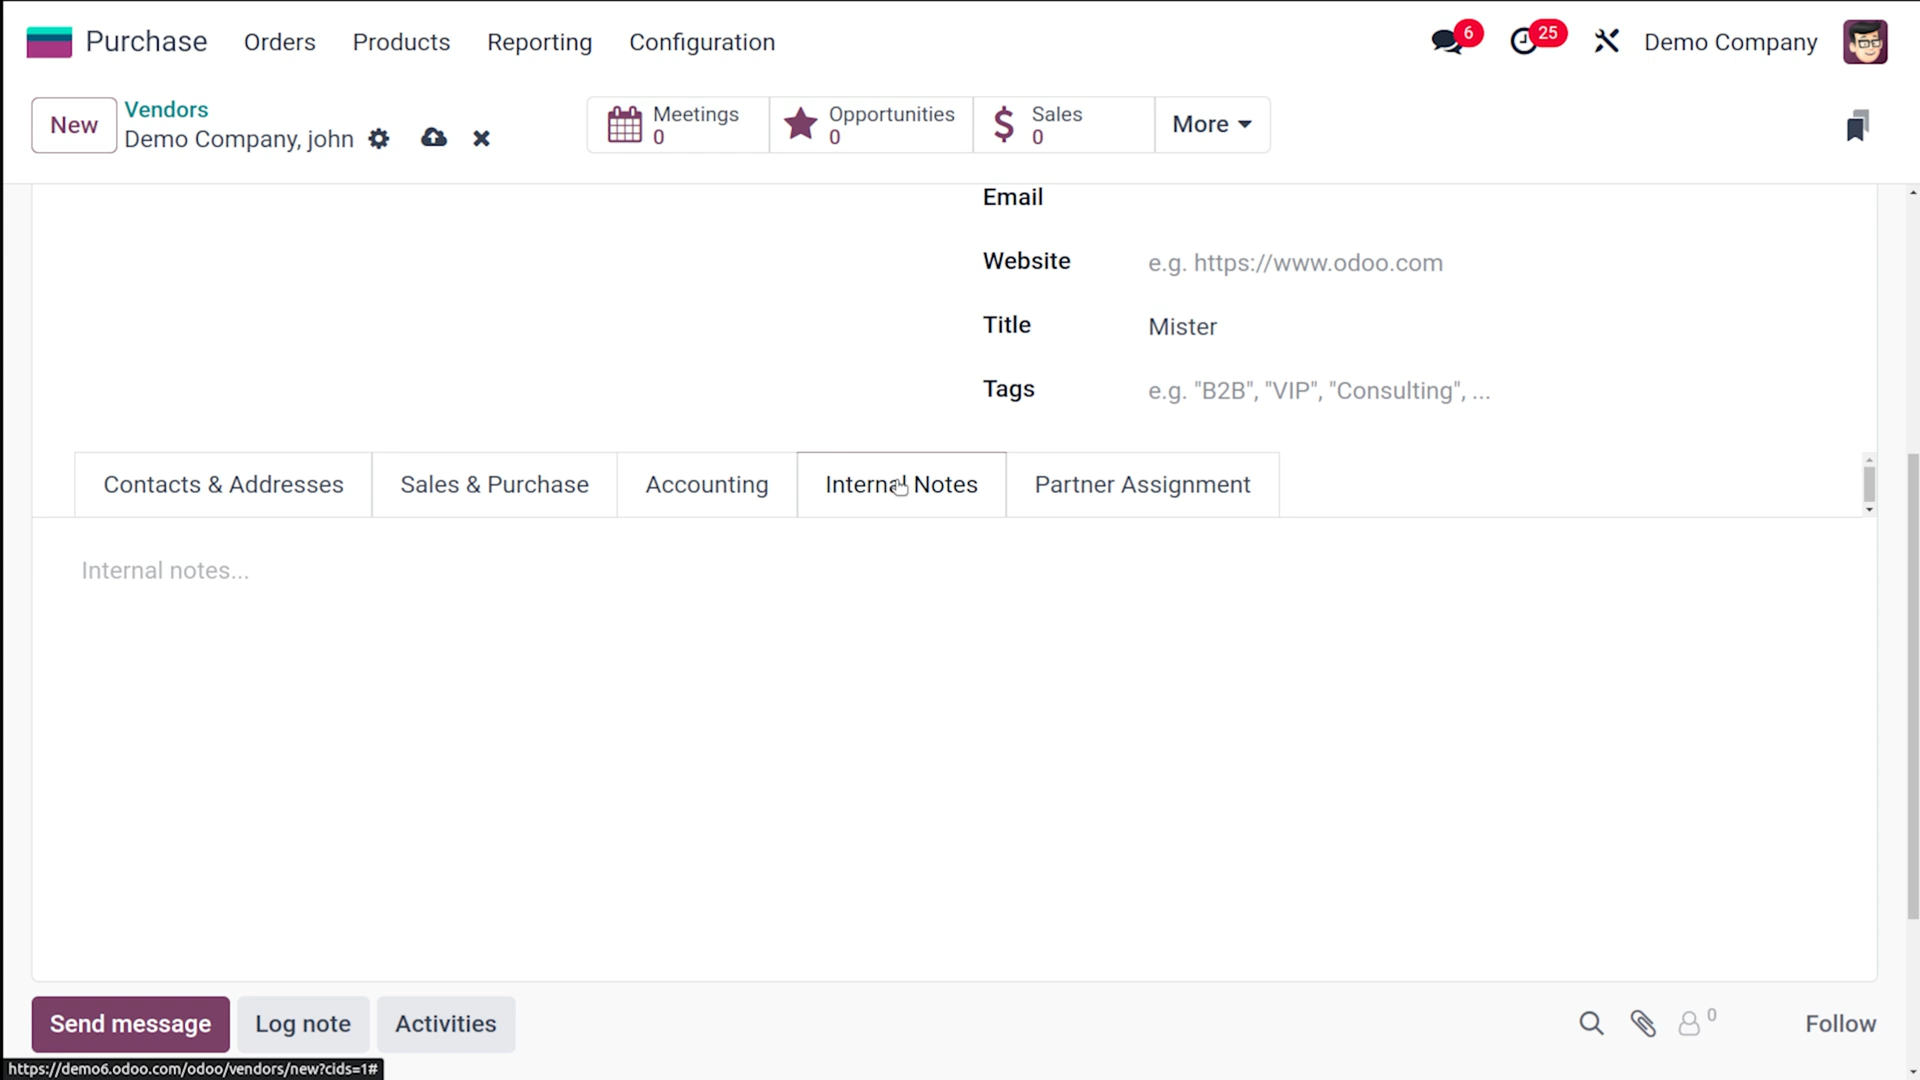 Purchase Orders Products Reporting Configuration 6 25 Demo Company
New Vendors Meetings Opportunities Sales More
Demo Company, john 0 0 0
Email
Website e.g. https://www.odoo.com
Title Mister
Tags e.g. "B2B", "VIP", "Consulting", ...
Contacts & Addresses Sales & Purchase Accounting Internal Notes Partner Assignment
Internal notes...
Send message Log note Activities 0 Follow
https://demo6.odoo.com/odoo/vendors/new?cids=1#